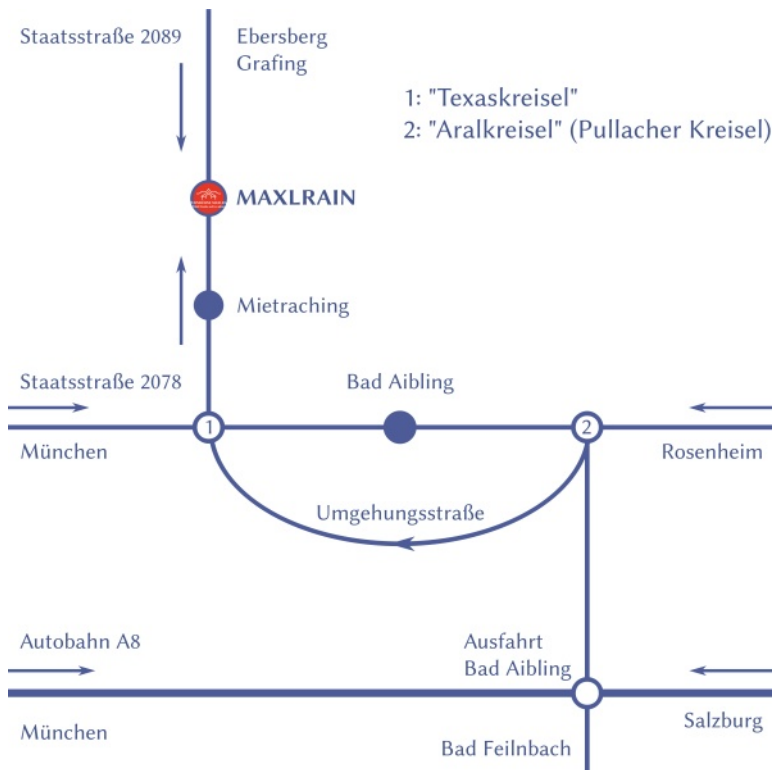 Staatsstraße 2089
Ebersberg
Grafing
1: "Texaskreisel"
2: "Aralkreisel" (Pullacher Kreisel)
MAXLRAIN
Mietraching
Staatsstraße 2078
Bad Aibling
1
2
München
Rosenheim
Umgehungsstraße
Autobahn A8
Ausfahrt
Bad Aibling
München
Salzburg
Bad Feilnbach